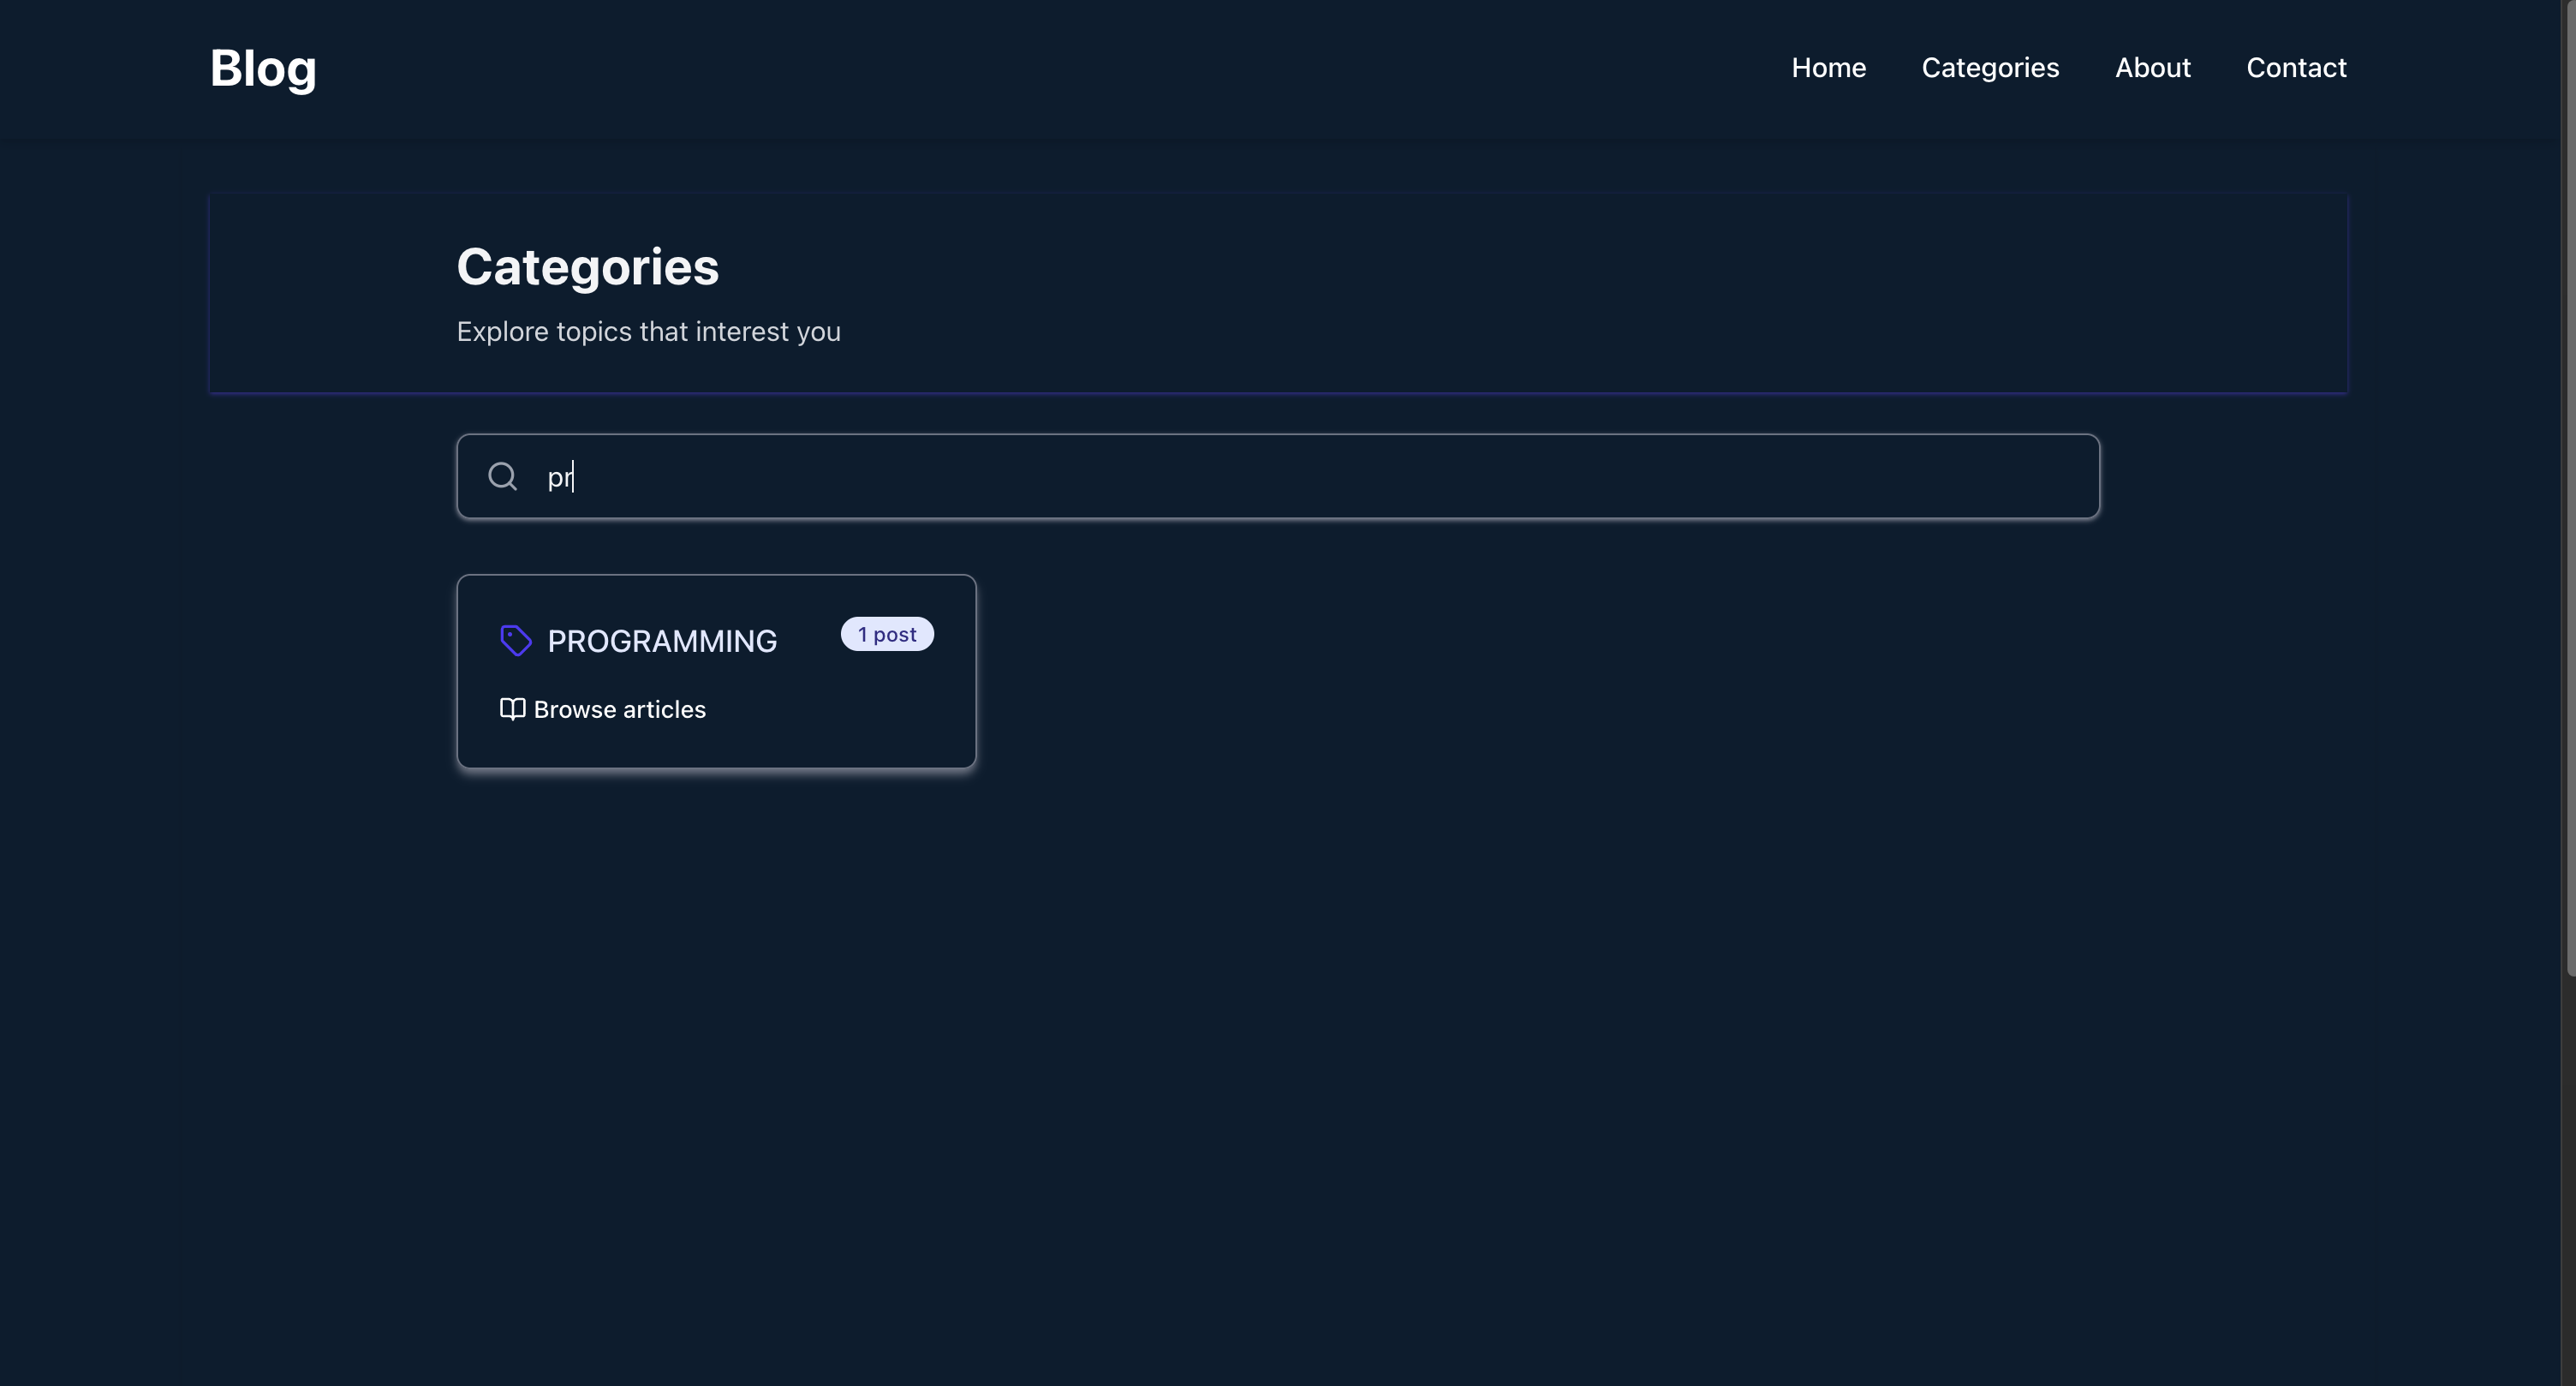 Blog
Home Categories About Contact
Categories
Explore topics that interest you
pr
PROGRAMMING 1 post
Browse articles